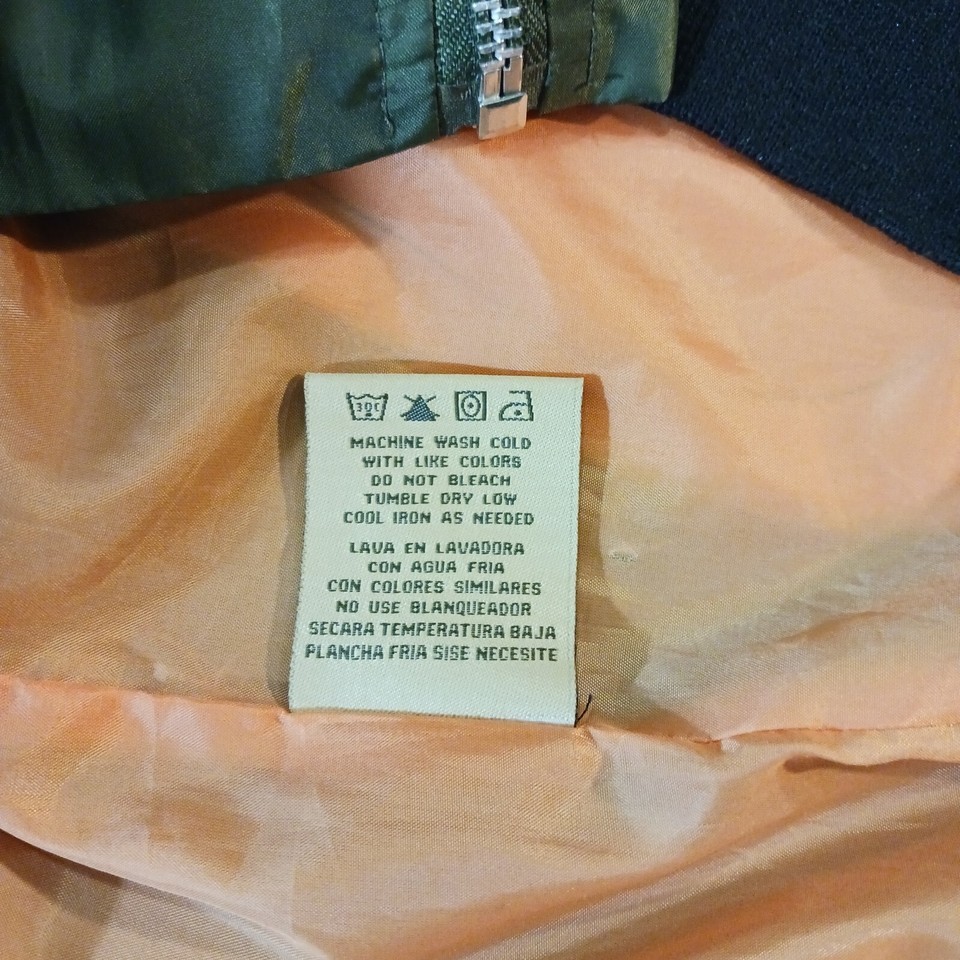 30C
MACHINE WASH COLD
WITH LIKE COLORS
DO NOT BLEACH
TUMBLE DRY LOW
COOL IRON AS NEEDED
LAVA EN LAVADORA
CON AGUA FRIA
CON COLORES SIMILARES
NO USE BLANQUEADOR
SECARA TEMPERATURA BAJA
PLANCHA FRIA SISE NECESITE